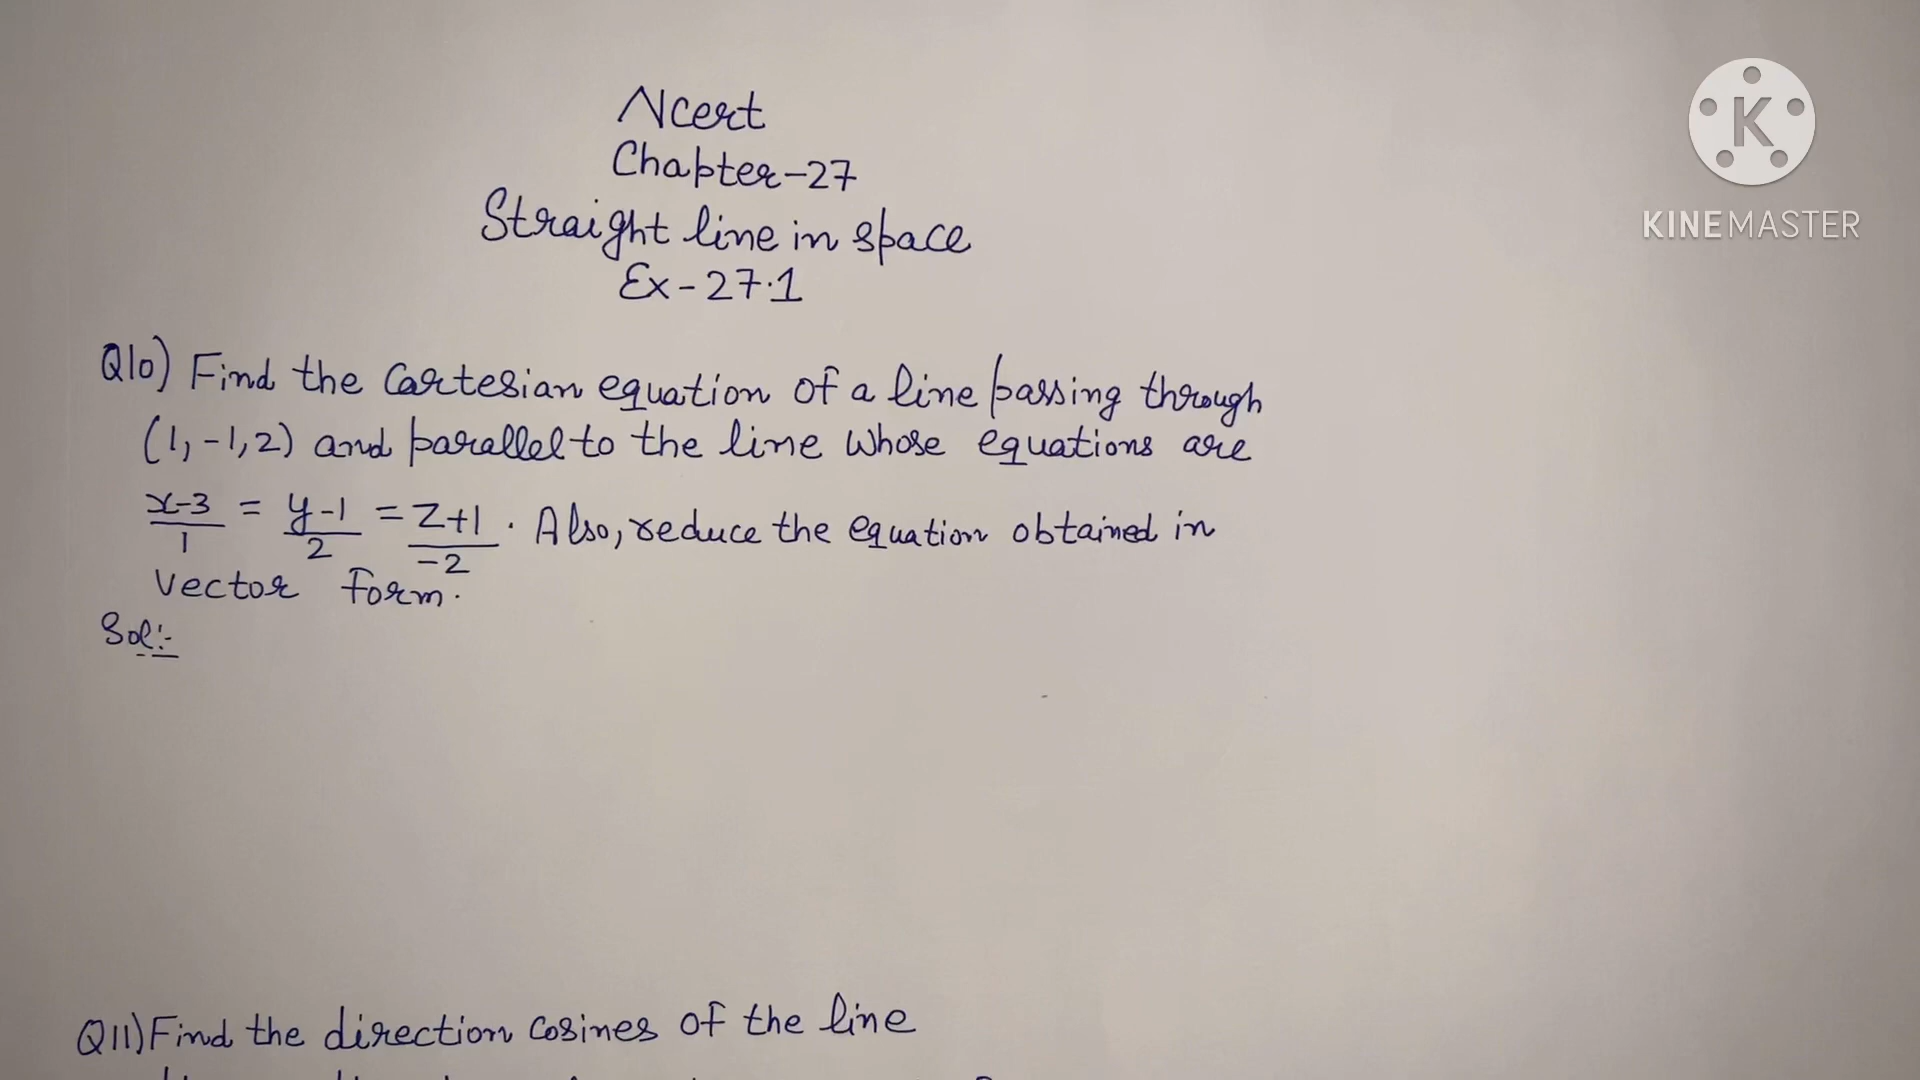 K
KINEMASTER
Ncert
Chapter-27
Straight line in space
Ex-27.1
Q10) Find the Cartesian equation of a line passing through
(1, -1, 2) and parallel to the line whose equations are
x-3/1 = y-1/2 = z+1/-2 . Also, reduce the equation obtained in
vector form.
Sol:-
Q11) Find the direction cosines of the line